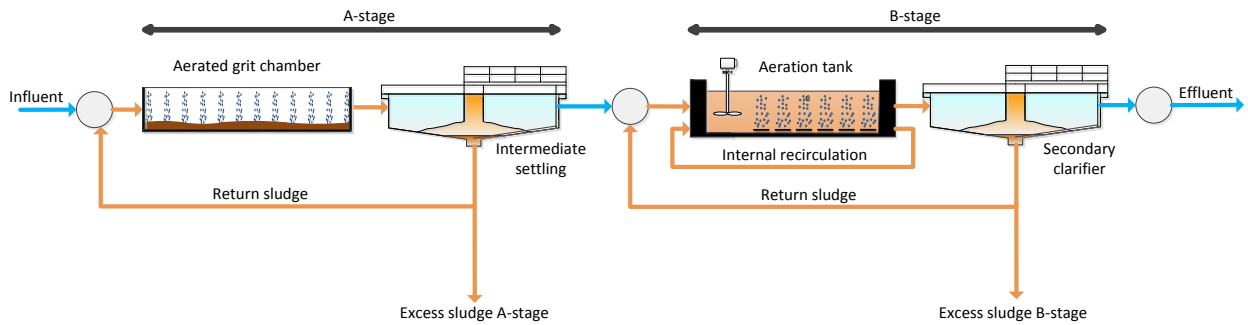 A-stage
B-stage
Aerated grit chamber
Aeration tank
Influent
Effluent
Intermediate
settling
Internal recirculation
Secondary
clarifier
Return sludge
Return sludge
Excess sludge A-stage
Excess sludge B-stage